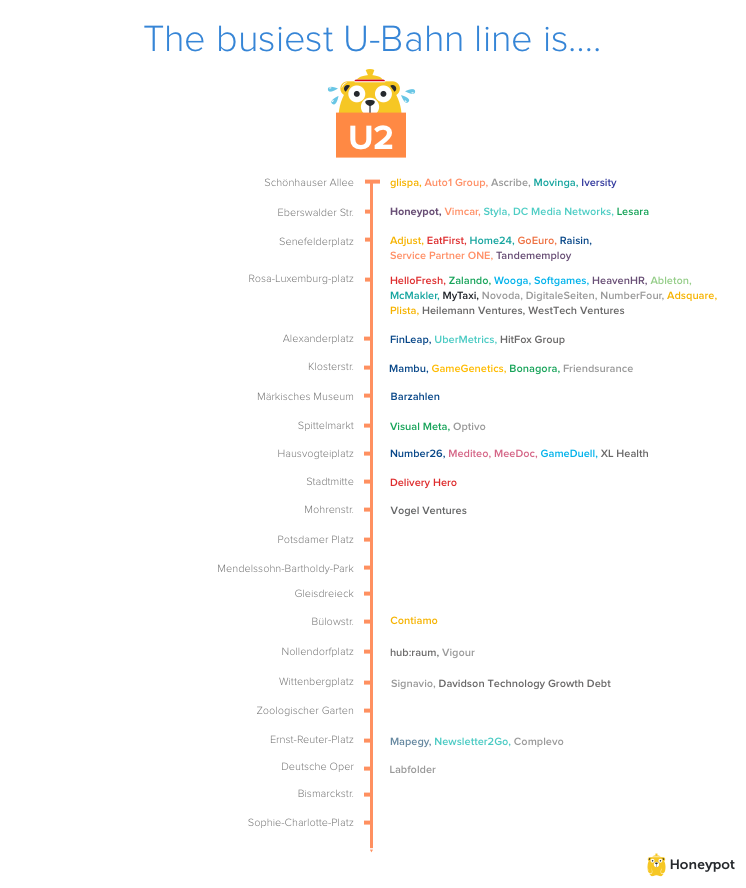 The busiest U-Bahn line is....
U2
Schönhauser Allee glispa, Auto1 Group, Ascribe, Movinga, Iversity
Eberswalder Str. Honeypot, Vimcar, Styla, DC Media Networks, Lesara
Senefelderplatz Adjust, EatFirst, Home24, GoEuro, Raisin,
Service Partner ONE, Tandememploy
Rosa-Luxemburg-platz HelloFresh, Zalando, Wooga, Softgames, HeavenHR, Ableton,
McMakler, MyTaxi, Novoda, DigitaleSeiten, NumberFour, Adsquare,
Plista, Heilemann Ventures, WestTech Ventures
Alexanderplatz FinLeap, UberMetrics, HitFox Group
Klosterstr. Mambu, GameGenetics, Bonagora, Friendsurance
Märkisches Museum Barzahlen
Spittelmarkt Visual Meta, Optivo
Hausvogteiplatz Number26, Mediteo, MeeDoc, GameDuell, XL Health
Stadtmitte Delivery Hero
Mohrenstr. Vogel Ventures
Potsdamer Platz
Mendelssohn-Bartholdy-Park
Gleisdreieck
Bülowstr. Contiamo
Nollendorfplatz hub:raum, Vigour
Wittenbergplatz Signavio, Davidson Technology Growth Debt
Zoologischer Garten
Ernst-Reuter-Platz Mapegy, Newsletter2Go, Complevo
Deutsche Oper Labfolder
Bismarckstr.
Sophie-Charlotte-Platz
Honeypot